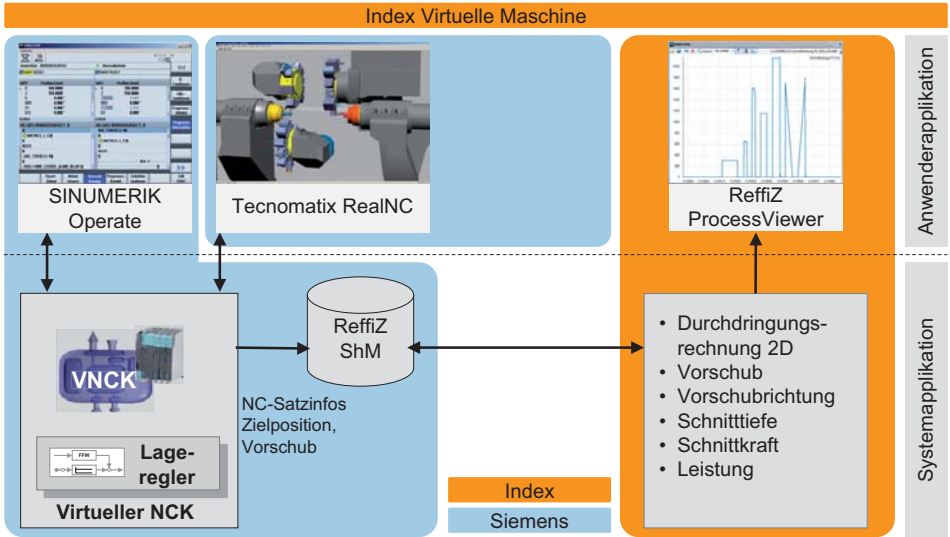 Index Virtuelle Maschine
SINUMERIK
Operate
Tecnomatix RealNC
ReffiZ
ProcessViewer
Anwenderapplikation
VNCK
FFW
Lage-
regler
Virtueller NCK
ReffiZ
ShM
NC-Satzinfos
Zielposition,
Vorschub
• Durchdringungs-
rechnung 2D
• Vorschub
• Vorschubrichtung
• Schnitttiefe
• Schnittkraft
• Leistung
Systemapplikation
Index
Siemens